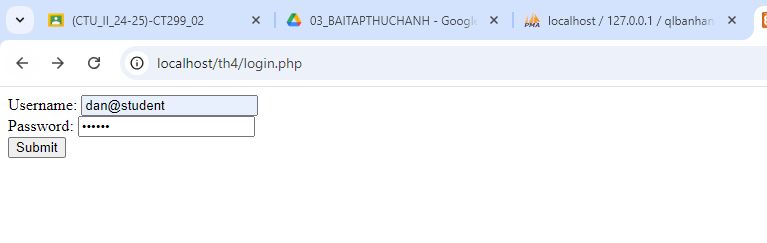 (CTU_II_24-25)-CT299_02
03_BAITAPTHUCHANH - Google
PMA localhost / 127.0.0.1 / qlbanhan
localhost/th4/login.php
Username: dan@student
Password: ••••••
Submit